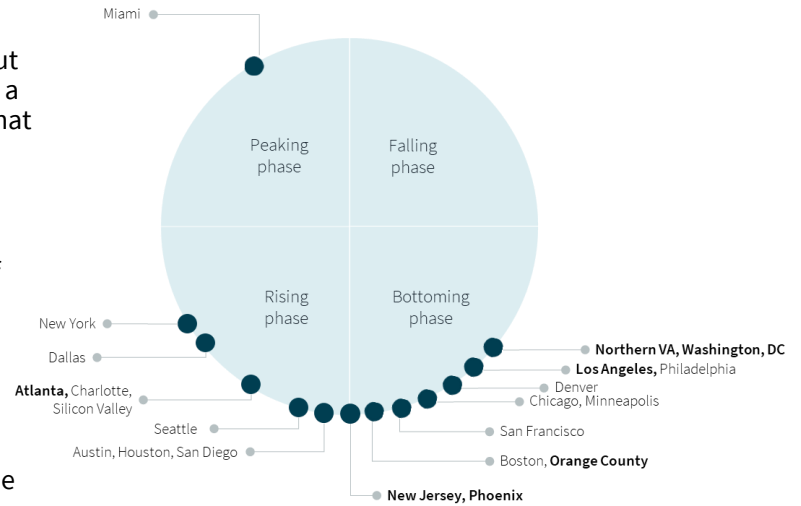 Miami
ut
a
nat
Peaking
phase
Falling
phase
Rising
phase
Bottoming
phase
New York
Dallas
Atlanta, Charlotte,
Silicon Valley
Seattle
Austin, Houston, San Diego
Northern VA, Washington, DC
Los Angeles, Philadelphia
Denver
Chicago, Minneapolis
San Francisco
Boston, Orange County
e
New Jersey, Phoenix